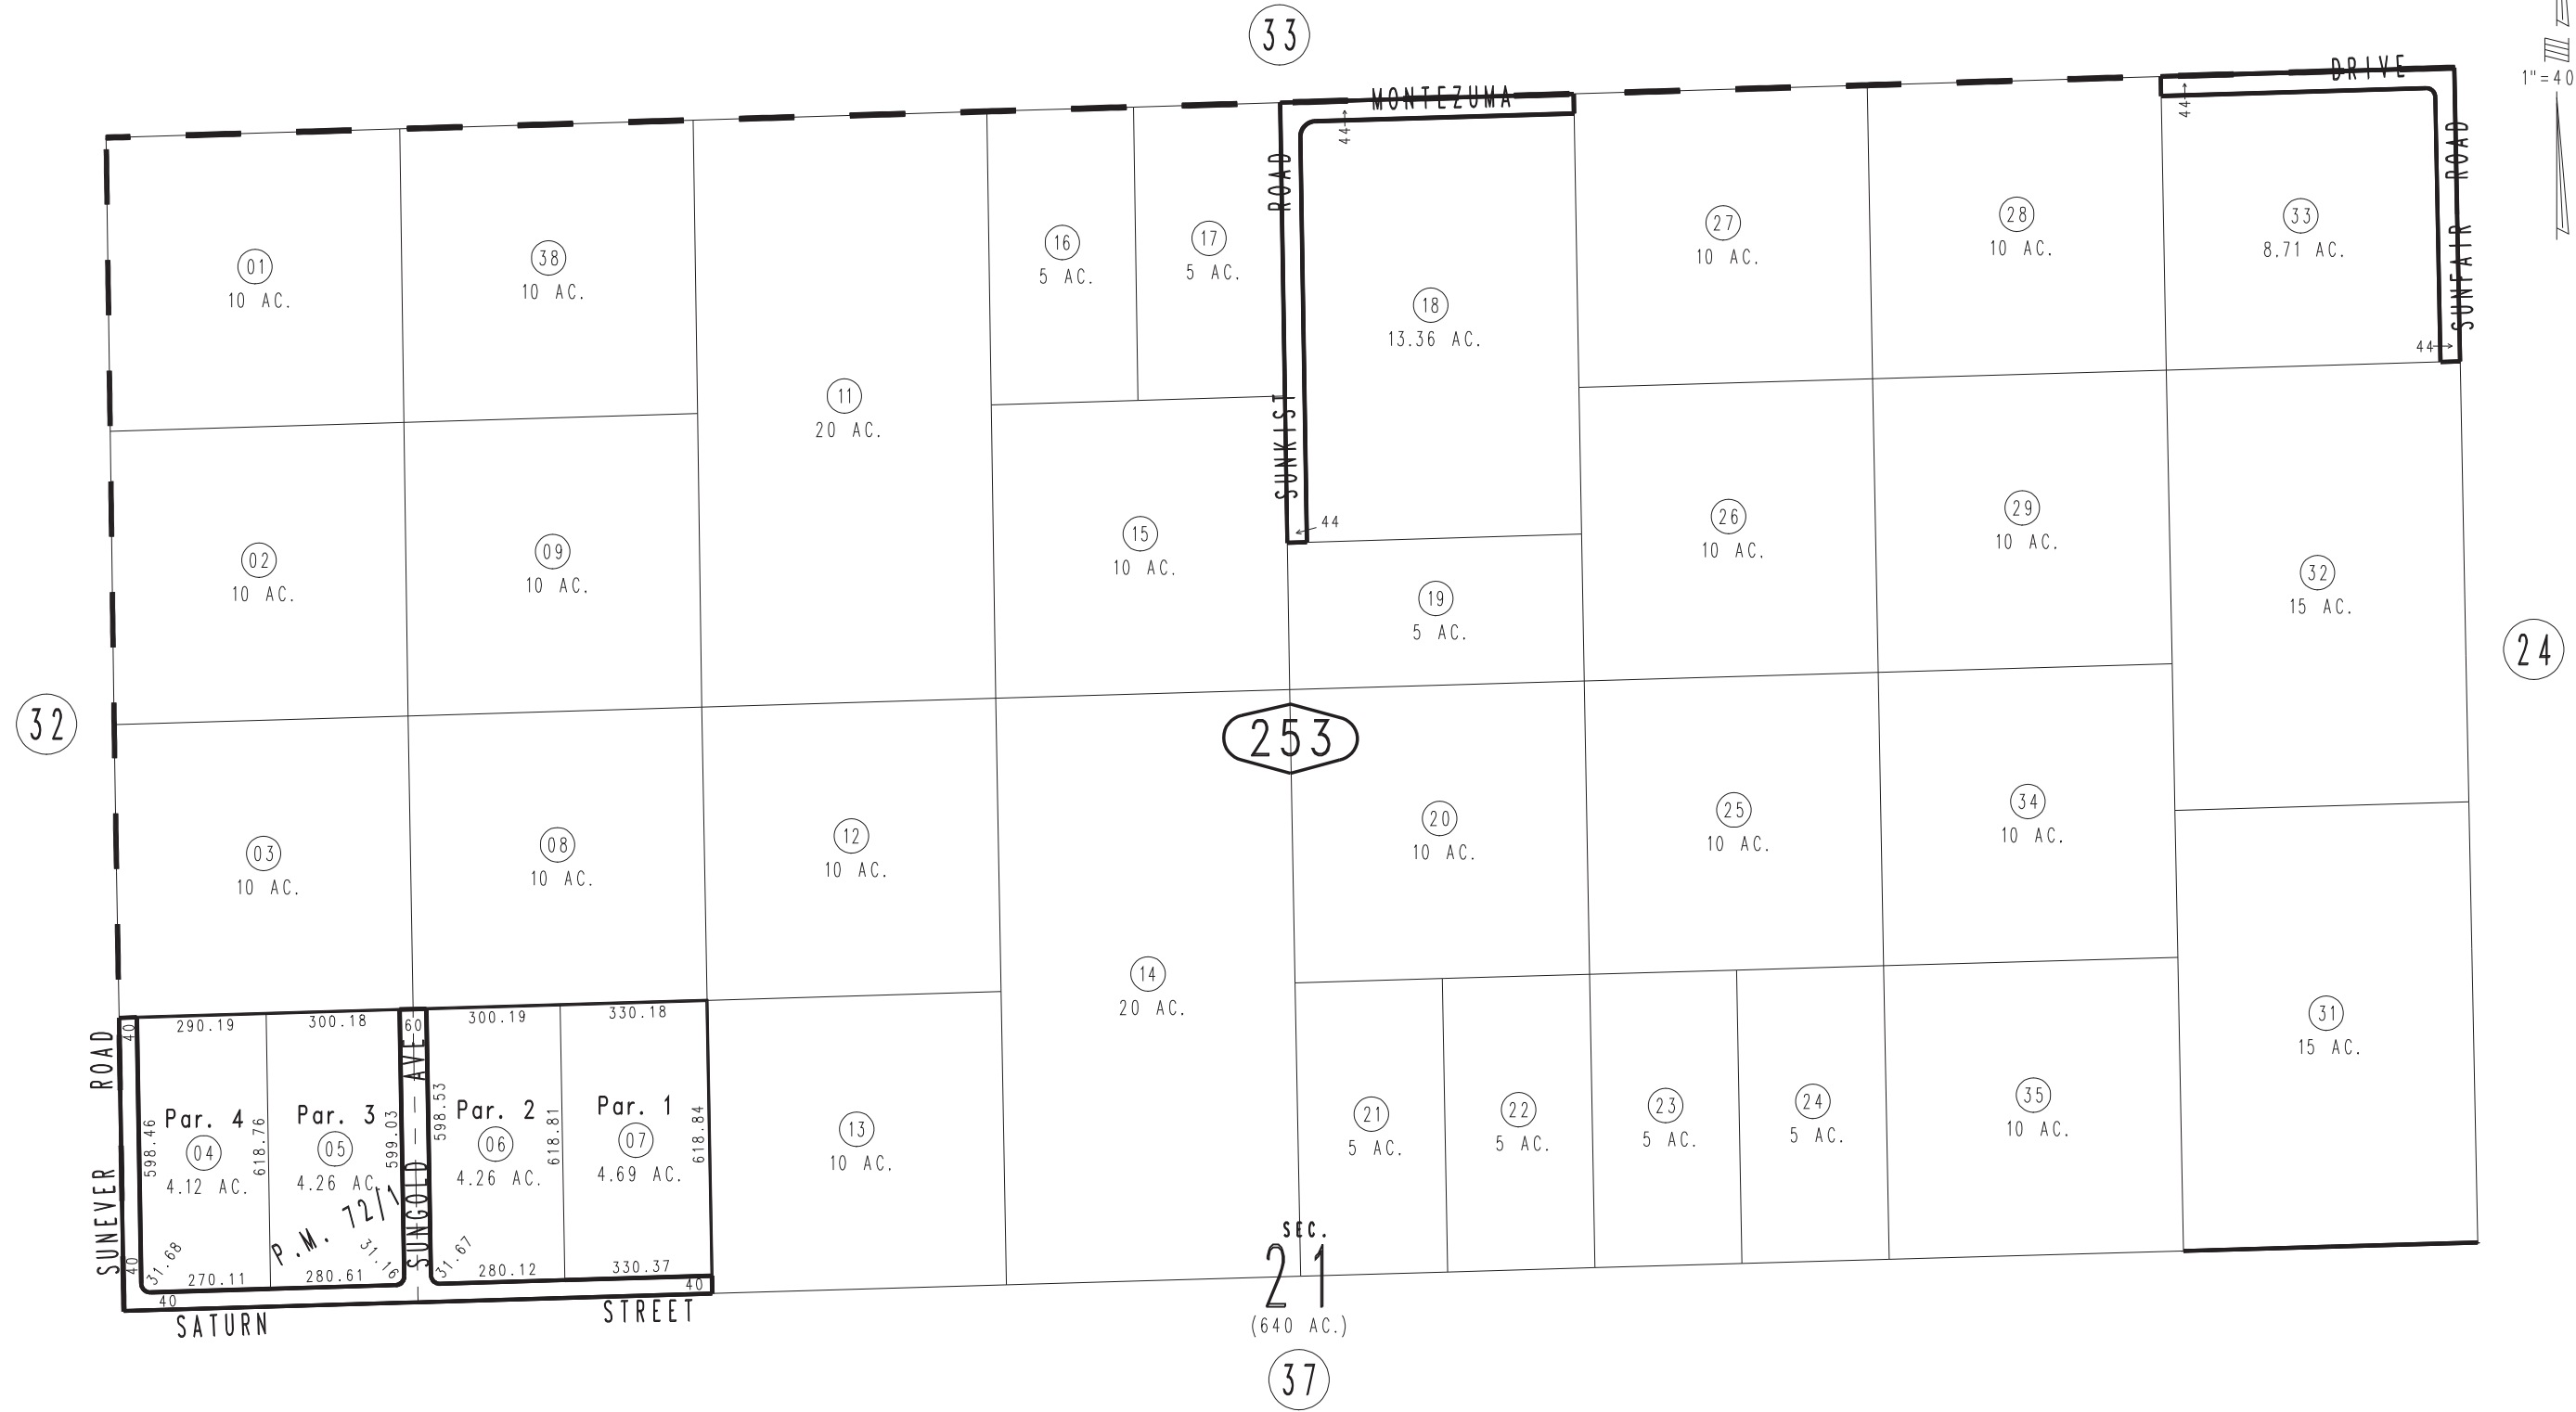 33
1"=40
MONTEZUMA
DRIVE
44
44
ROAD
SUNKIST
44
ROAD
SUNFAIR
44
01
10 AC.
38
10 AC.
11
20 AC.
16
5 AC.
17
5 AC.
18
13.36 AC.
27
10 AC.
28
10 AC.
33
8.71 AC.
02
10 AC.
09
10 AC.
15
10 AC.
19
5 AC.
26
10 AC.
29
10 AC.
32
15 AC.
32
24
253
03
10 AC.
08
10 AC.
12
10 AC.
14
20 AC.
20
10 AC.
25
10 AC.
34
10 AC.
31
15 AC.
ROAD
SUNEVER
40
40
290.19
300.18
60
300.19
330.18
AVE
SUNGOLD
598.46
Par. 4
04
4.12 AC.
618.76
Par. 3
05
4.26 AC.
599.03
598.53
Par. 2
06
4.26 AC.
618.81
Par. 1
07
4.69 AC.
618.84
P.M. 72/1
31.68
31.16
31.67
270.11
280.61
280.12
330.37
40
40
SATURN
STREET
13
10 AC.
21
5 AC.
22
5 AC.
23
5 AC.
24
5 AC.
35
10 AC.
SEC.
21
(640 AC.)
37